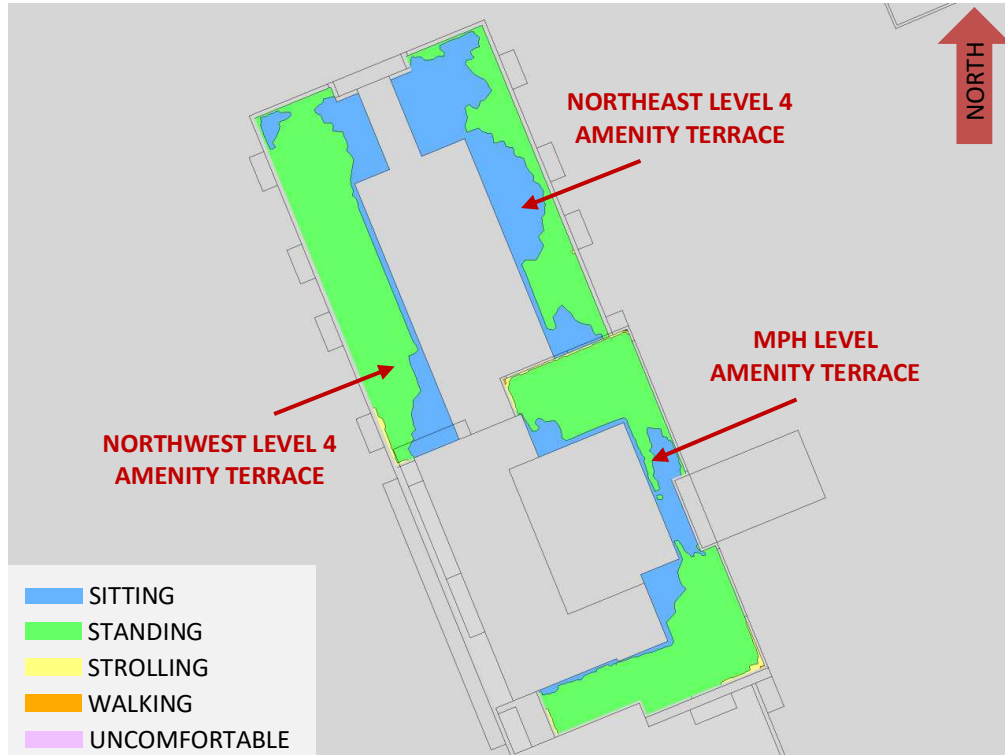 NORTH
NORTHEAST LEVEL 4
AMENITY TERRACE
MPH LEVEL
AMENITY TERRACE
NORTHWEST LEVEL 4
AMENITY TERRACE
SITTING
STANDING
STROLLING
WALKING
UNCOMFORTABLE